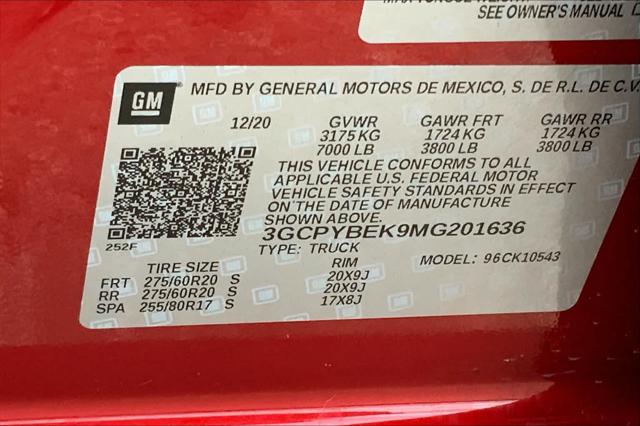 SEE OWNER'S MANUAL
GM
MFD BY GENERAL MOTORS DE MEXICO, S. DE R.L. DE C.V.
12/20 GVWR GAWR FRT GAWR RR
3175 KG 1724 KG 1724 KG
7000 LB 3800 LB 3800 LB
THIS VEHICLE CONFORMS TO ALL
APPLICABLE U.S. FEDERAL MOTOR
VEHICLE SAFETY STANDARDS IN EFFECT
ON THE DATE OF MANUFACTURE
SHOWN ABOVE.
252F
3GCPYBEK9MG201636
TYPE: TRUCK MODEL: 96CK10543
TIRE SIZE RIM
FRT 275/60R20 S 20X9J
RR 275/60R20 S 20X9J
SPA 255/80R17 S 17X8J